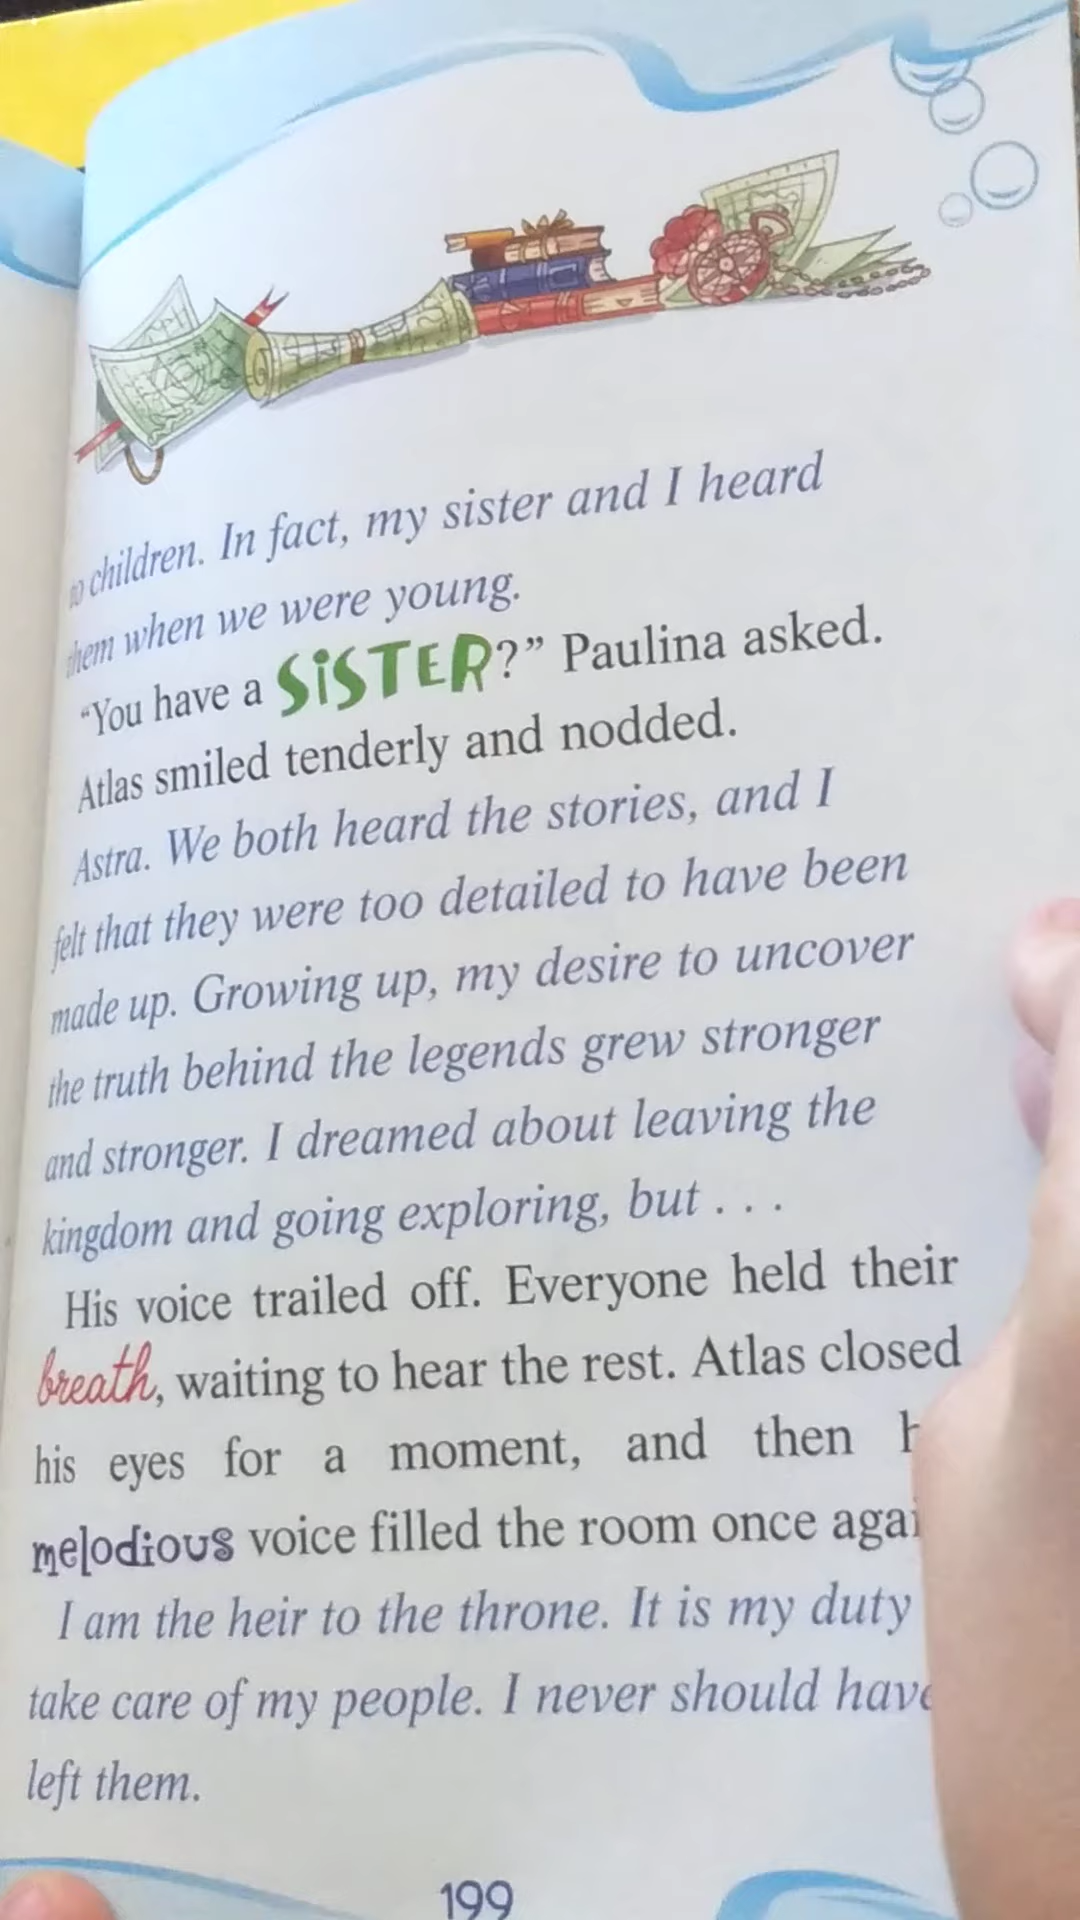 to children. In fact, my sister and I heard
them when we were young.
“You have a SiSTER?” Paulina asked.
Atlas smiled tenderly and nodded.
Astra. We both heard the stories, and I
felt that they were too detailed to have been
made up. Growing up, my desire to uncover
the truth behind the legends grew stronger
and stronger. I dreamed about leaving the
kingdom and going exploring, but . . .
His voice trailed off. Everyone held their
breath, waiting to hear the rest. Atlas closed
his eyes for a moment, and then
melodious voice filled the room once
I am the heir to the throne. It is my duty
take care of my people. I never should have
left them.
199